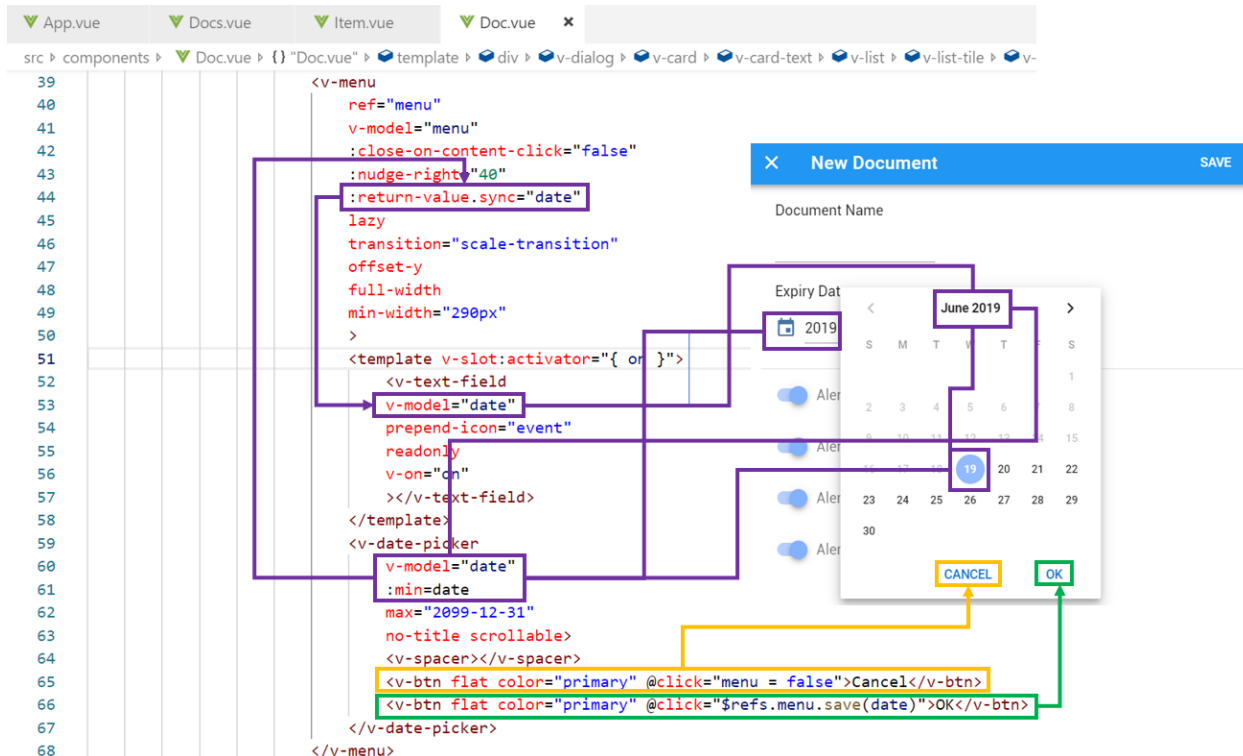 App.vue Docs.vue Item.vue Doc.vue ×
src components Doc.vue {} "Doc.vue" template div v-dialog v-card v-card-text v-list v-list-tile v-
39 <v-menu
40 ref="menu"
41 v-model="menu"
42 :close-on-content-click="false"
43 :nudge-right="40"
44 :return-value.sync="date"
45 lazy
46 transition="scale-transition"
47 offset-y
48 full-width
49 min-width="290px"
50 >
51 <template v-slot:activator="{ on }">
52 <v-text-field
53 v-model="date"
54 prepend-icon="event"
55 readonly
56 v-on="on"
57 ></v-text-field>
58 </template>
59 <v-date-picker
60 v-model="date"
61 :min=date
62 max="2099-12-31"
63 no-title scrollable>
64 <v-spacer></v-spacer>
65 <v-btn flat color="primary" @click="menu = false">Cancel</v-btn>
66 <v-btn flat color="primary" @click="$refs.menu.save(date)">OK</v-btn>
67 </v-date-picker>
68 </v-menu>
× New Document SAVE
Document Name
Expiry Dat
2019
Aler
Aler
Aler
Aler
< June 2019 >
S M T W T F S
1
2 3 4 5 6 7 8
9 10 11 12 13 14 15
16 17 18 19 20 21 22
23 24 25 26 27 28 29
30
CANCEL OK